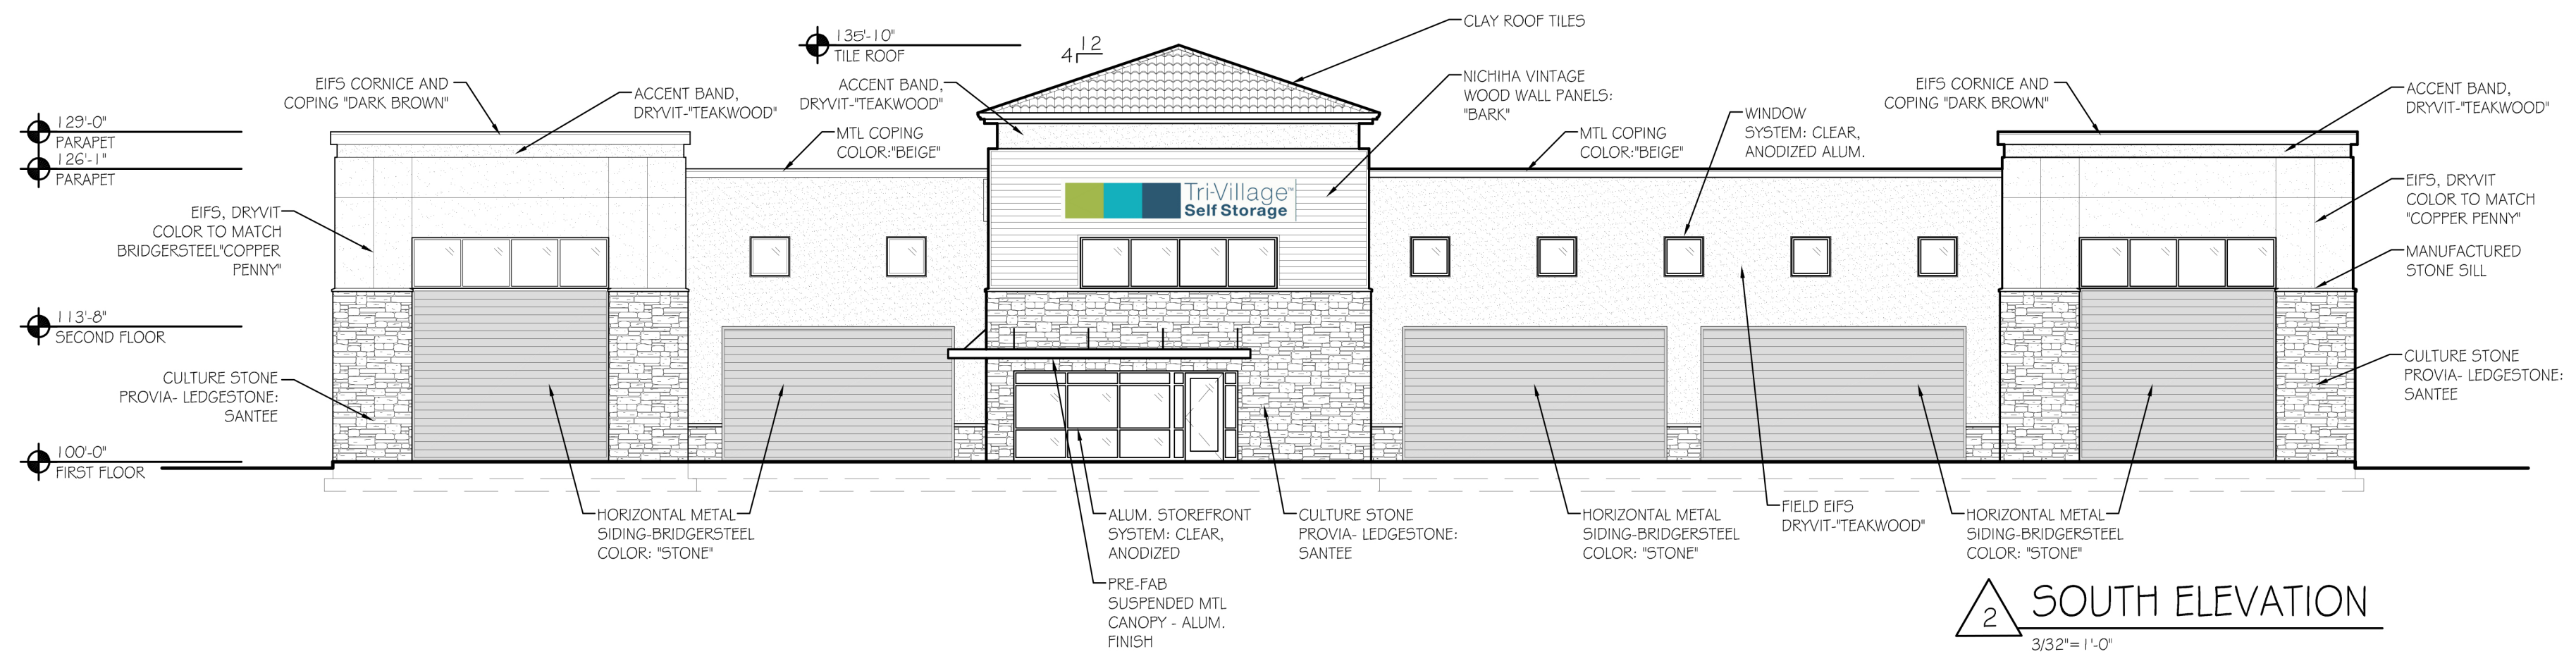 135'-10"
TILE ROOF
12
4
CLAY ROOF TILES
EIFS CORNICE AND
COPING "DARK BROWN"
ACCENT BAND,
DRYVIT-"TEAKWOOD"
ACCENT BAND,
DRYVIT-"TEAKWOOD"
MTL COPING
COLOR:"BEIGE"
NICHIHA VINTAGE
WOOD WALL PANELS:
"BARK"
MTL COPING
COLOR:"BEIGE"
WINDOW
SYSTEM: CLEAR,
ANODIZED ALUM.
EIFS CORNICE AND
COPING "DARK BROWN"
ACCENT BAND,
DRYVIT-"TEAKWOOD"
129'-0"
PARAPET
126'-1"
PARAPET
EIFS, DRYVIT
COLOR TO MATCH
BRIDGERSTEEL"COPPER
PENNY"
Tri-Village™
Self Storage
EIFS, DRYVIT
COLOR TO MATCH
"COPPER PENNY"
MANUFACTURED
STONE SILL
113'-8"
SECOND FLOOR
CULTURE STONE
PROVIA- LEDGESTONE:
SANTEE
CULTURE STONE
PROVIA- LEDGESTONE:
SANTEE
100'-0"
FIRST FLOOR
HORIZONTAL METAL
SIDING-BRIDGERSTEEL
COLOR: "STONE"
ALUM. STOREFRONT
SYSTEM: CLEAR,
ANODIZED
PRE-FAB
SUSPENDED MTL
CANOPY - ALUM.
FINISH
CULTURE STONE
PROVIA- LEDGESTONE:
SANTEE
HORIZONTAL METAL
SIDING-BRIDGERSTEEL
COLOR: "STONE"
FIELD EIFS
DRYVIT-"TEAKWOOD"
HORIZONTAL METAL
SIDING-BRIDGERSTEEL
COLOR: "STONE"
2
SOUTH ELEVATION
3/32"=1'-0"